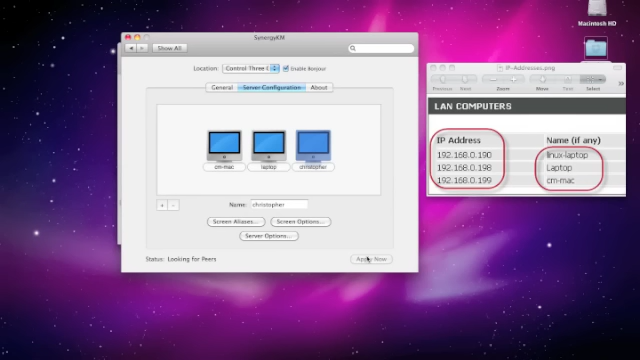 Macintosh HD
SynergyKM
Show All
Location: Control Three l
Enable Bonjour
General Server Configuration About
cm-mac laptop christopher
+ −
Name: christopher
Screen Aliases... Screen Options...
Server Options...
Status: Looking for Peers
Apply Now
IP-Addresses.png
Previous Next Zoom Move Text Select
LAN COMPUTERS
IP Address Name (if any)
192.168.0.190 linux-laptop
192.168.0.198 Laptop
192.168.0.199 cm-mac